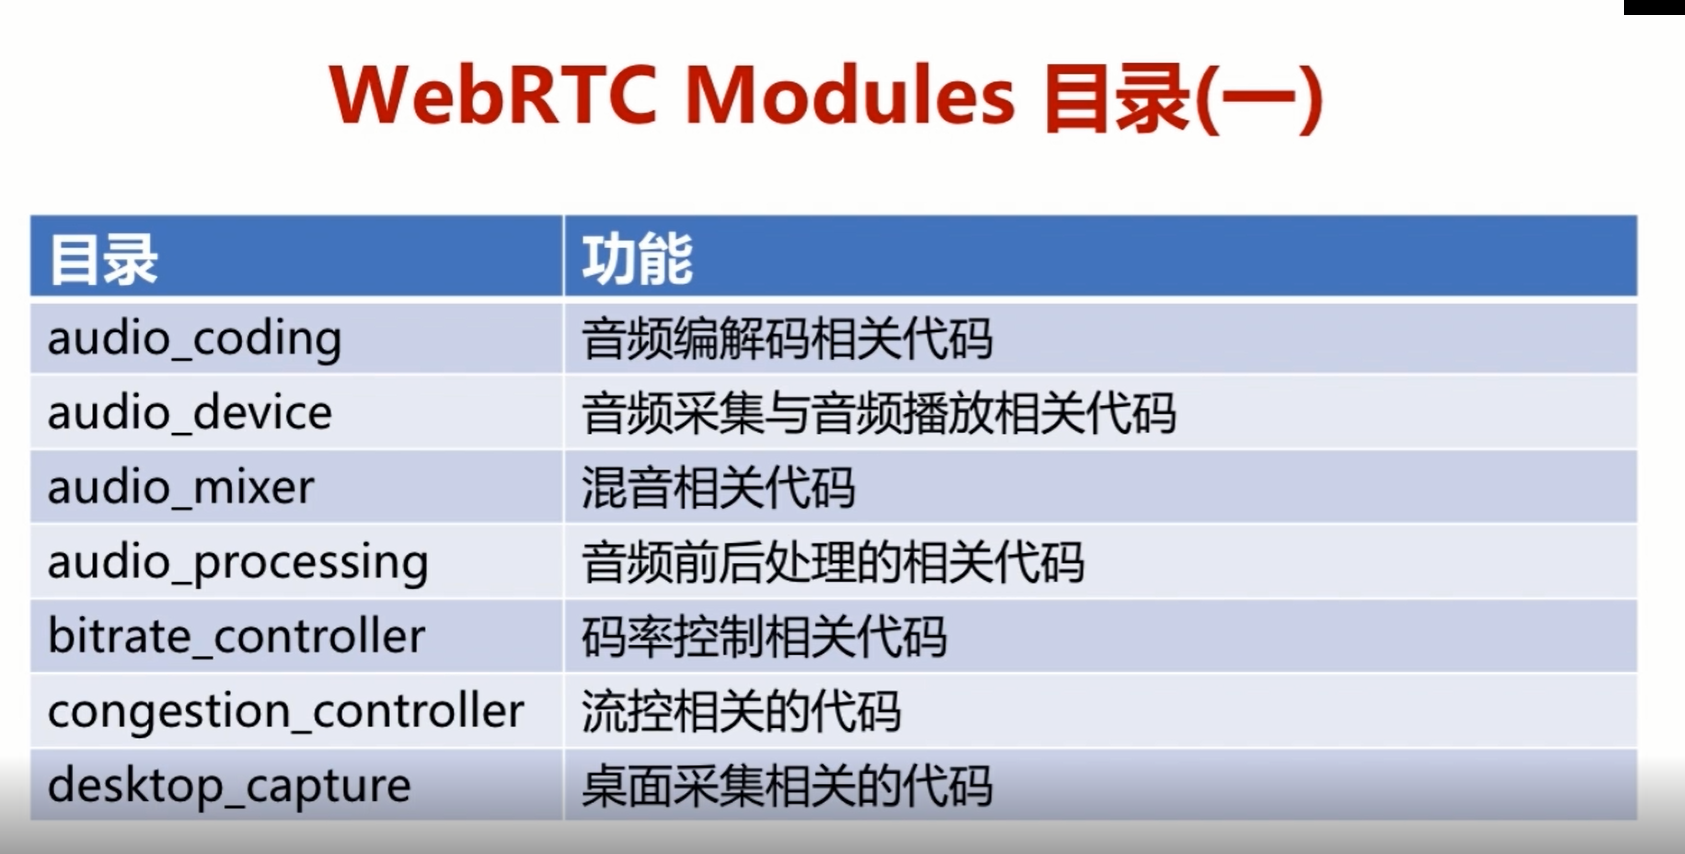 WebRTC Modules 目录(一)
目录 功能
audio_coding 音频编解码相关代码
audio_device 音频采集与音频播放相关代码
audio_mixer 混音相关代码
audio_processing 音频前后处理的相关代码
bitrate_controller 码率控制相关代码
congestion_controller 流控相关的代码
desktop_capture 桌面采集相关的代码